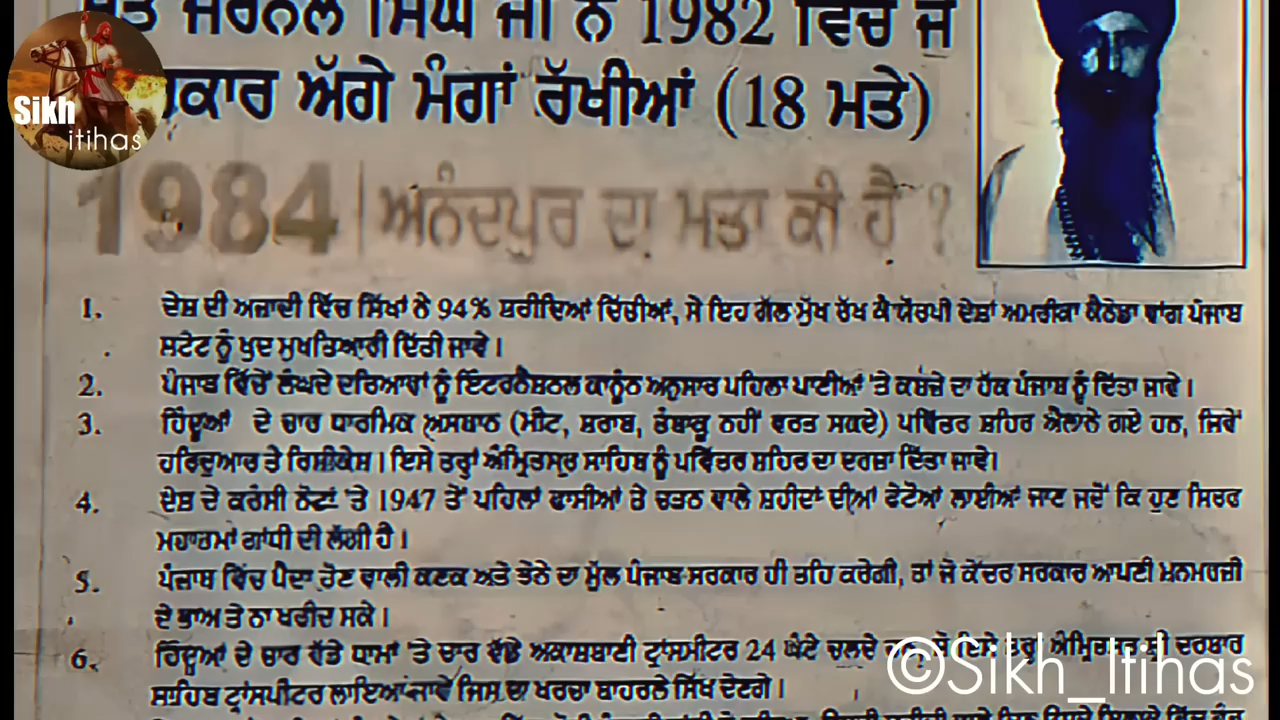 ਜਰਨੈਲ ਸਿੰਘ ਜੀ ਨੇ 1982 ਵਿੱਚ ਜੋ
ਅੱਗੇ ਮੰਗਾਂ ਰੱਖੀਆਂ (18 ਮਤੇ)
Sikh
itihas
1984 | ਅਨੰਦਪੁਰ ਦਾ ਮਤਾ ਕੀ ਹੈ ?
1. ਦੇਸ਼ ਦੀ ਅਜ਼ਾਦੀ ਵਿੱਚ ਸਿੱਖਾਂ ਨੇ 94% ਸ਼ਹੀਦੀਆਂ ਦਿੱਤੀਆਂ, ਸੋ ਇਹ ਗੱਲ ਮੁੱਖ ਰੱਖ ਕੇ ਯੌਰਪੀ ਦੇਸ਼ਾਂ ਅਮਰੀਕਾ ਕੈਨੇਡਾ ਵਾਂਗ ਪੰਜਾਬ
ਸਟੇਟ ਨੂੰ ਖੁਦ ਮੁਖਤਿਆਰੀ ਦਿੱਤੀ ਜਾਵੇ।
2. ਪੰਜਾਬ ਵਿੱਚੋਂ ਲੰਘਦੇ ਦਰਿਆਵਾਂ ਨੂੰ ਇੰਟਰਨੈਸ਼ਨਲ ਕਾਨੂੰਨ ਅਨੁਸਾਰ ਪਹਿਲਾ ਪਾਣੀਆਂ 'ਤੇ ਕਬਜ਼ੇ ਦਾ ਹੱਕ ਪੰਜਾਬ ਨੂੰ ਦਿੱਤਾ ਜਾਵੇ।
3. ਹਿੰਦੂਆਂ ਦੇ ਚਾਰ ਧਾਰਮਿਕ ਅਸਥਾਨ (ਮੀਟ, ਸ਼ਰਾਬ, ਤੰਬਾਕੂ ਨਹੀਂ ਵਰਤ ਸਕਦੇ) ਪਵਿੱਤਰ ਸ਼ਹਿਰ ਐਲਾਨੇ ਗਏ ਹਨ, ਜਿਵੇਂ
ਹਰਿਦੁਆਰ ਤੇ ਰਿਸ਼ੀਕੇਸ਼। ਇਸੇ ਤਰ੍ਹਾਂ ਅੰਮ੍ਰਿਤਸਰ ਸਾਹਿਬ ਨੂੰ ਪਵਿੱਤਰ ਸ਼ਹਿਰ ਦਾ ਦਰਜ਼ਾ ਦਿੱਤਾ ਜਾਵੇ।
4. ਦੇਸ਼ ਦੇ ਕਰੰਸੀ ਨੋਟਾਂ 'ਤੇ 1947 ਤੋਂ ਪਹਿਲਾਂ ਫਾਸੀਆਂ ਤੇ ਚੜਨ ਵਾਲੇ ਸ਼ਹੀਦਾਂ ਦੀਆਂ ਫੋਟੋਆਂ ਲਾਈਆਂ ਜਾਣ ਜਦੋਂ ਕਿ ਹੁਣ ਸਿਰਫ
ਮਹਾਤਮਾਂ ਗਾਂਧੀ ਦੀ ਲੱਗੀ ਹੈ।
5. ਪੰਜਾਬ ਵਿੱਚ ਪੈਦਾ ਹੋਣ ਵਾਲੀ ਕਣਕ ਅਤੇ ਝੋਨੇ ਦਾ ਮੁੱਲ ਪੰਜਾਬ ਸਰਕਾਰ ਹੀ ਤਹਿ ਕਰੇਗੀ, ਤਾਂ ਜੋ ਕੇਂਦਰ ਸਰਕਾਰ ਆਪਣੀ ਮਨਮਰਜ਼ੀ
ਦੇ ਭਾਅ ਤੇ ਨਾ ਖਰੀਦ ਸਕੇ।
6. ਹਿੰਦੂਆਂ ਦੇ ਚਾਰ ਵੱਡੇ ਧਾਮਾਂ 'ਤੇ ਚਾਰ ਵੱਡੇ ਅਕਾਸ਼ਬਾਣੀ ਟ੍ਰਾਂਸਮੀਟਰ 24 ਘੰਟੇ ਚਲਦੇ ਅੰਮ੍ਰਿਤਸਰ ਸ੍ਰੀ ਦਰਬਾਰ
ਸਾਹਿਬ ਟ੍ਰਾਂਸਮੀਟਰ ਲਾਇਆ ਜਾਵੇ ਜਿਸ ਦਾ ਖਰਚਾ ਬਾਹਰਲੇ ਸਿੱਖ ਦੇਣਗੇ।
©Sikh_Itihas